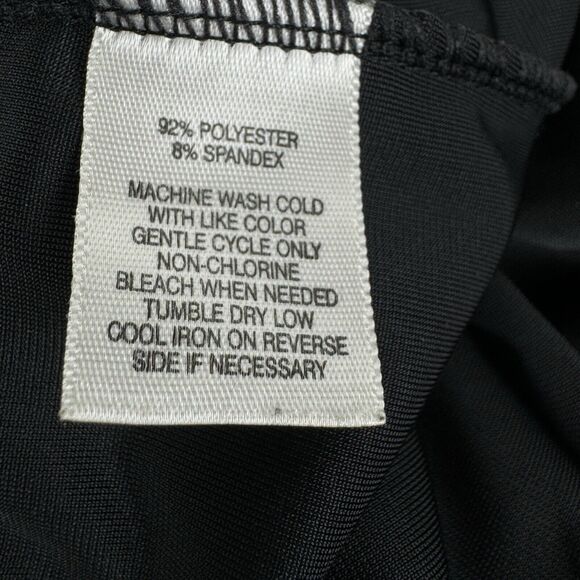 92% POLYESTER
8% SPANDEX
MACHINE WASH COLD
WITH LIKE COLOR
GENTLE CYCLE ONLY
NON-CHLORINE
BLEACH WHEN NEEDED
TUMBLE DRY LOW
COOL IRON ON REVERSE
SIDE IF NECESSARY